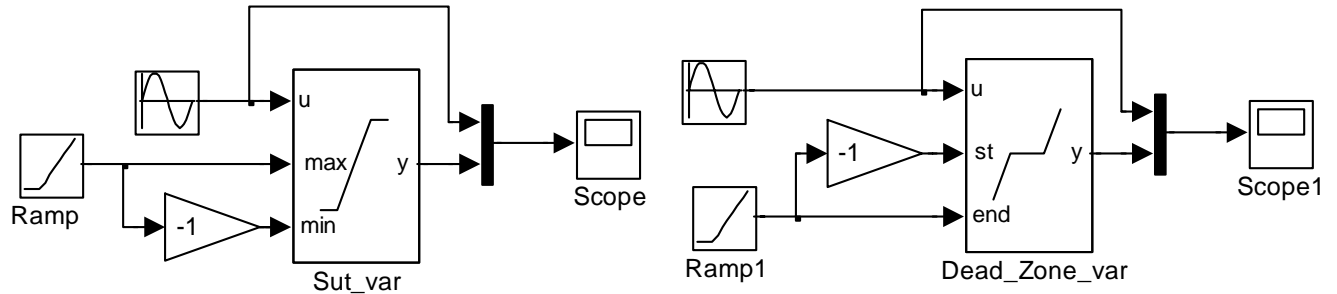 u
max
min
y
-1
Ramp
Sut_var
Scope
u
st
end
y
-1
Ramp1
Dead_Zone_var
Scope1